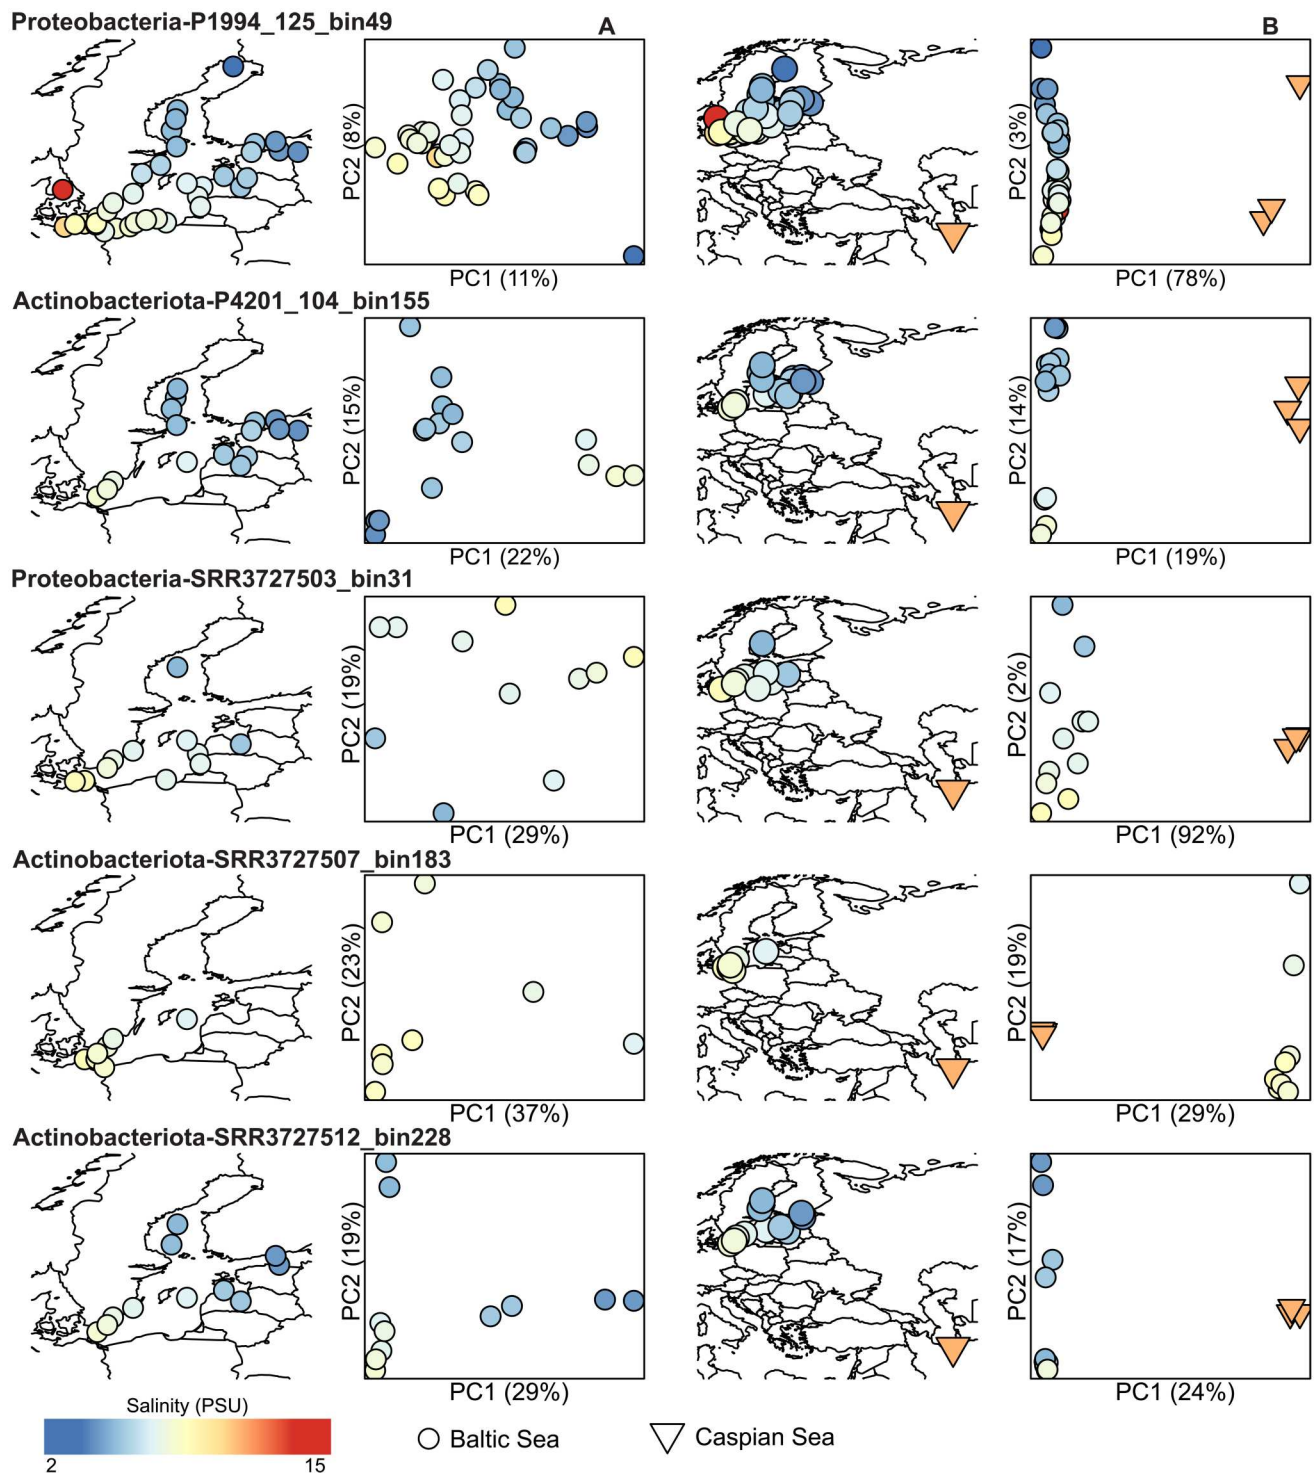 Proteobacteria-P1994_125_bin49
A
B
PC2 (8%)
PC1 (11%)
PC2 (3%)
PC1 (78%)
Actinobacteriota-P4201_104_bin155
PC2 (15%)
PC1 (22%)
PC2 (14%)
PC1 (19%)
Proteobacteria-SRR3727503_bin31
PC2 (19%)
PC1 (29%)
PC2 (2%)
PC1 (92%)
Actinobacteriota-SRR3727507_bin183
PC2 (23%)
PC1 (37%)
PC2 (19%)
PC1 (29%)
Actinobacteriota-SRR3727512_bin228
PC2 (19%)
PC1 (29%)
PC2 (17%)
PC1 (24%)
Salinity (PSU)
2 15
Baltic Sea
Caspian Sea